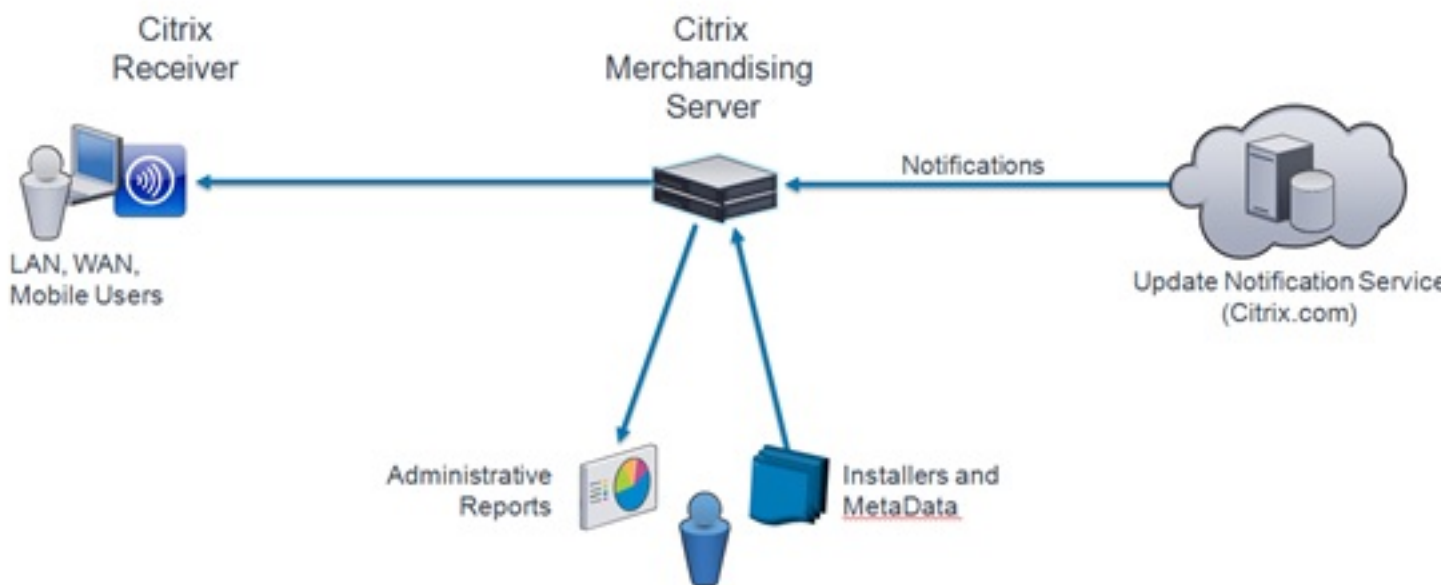 Citrix
Receiver
Citrix
Merchandising
Server
Notifications
LAN, WAN,
Mobile Users
Update Notification Service
(Citrix.com)
Administrative
Reports
Installers and
MetaData